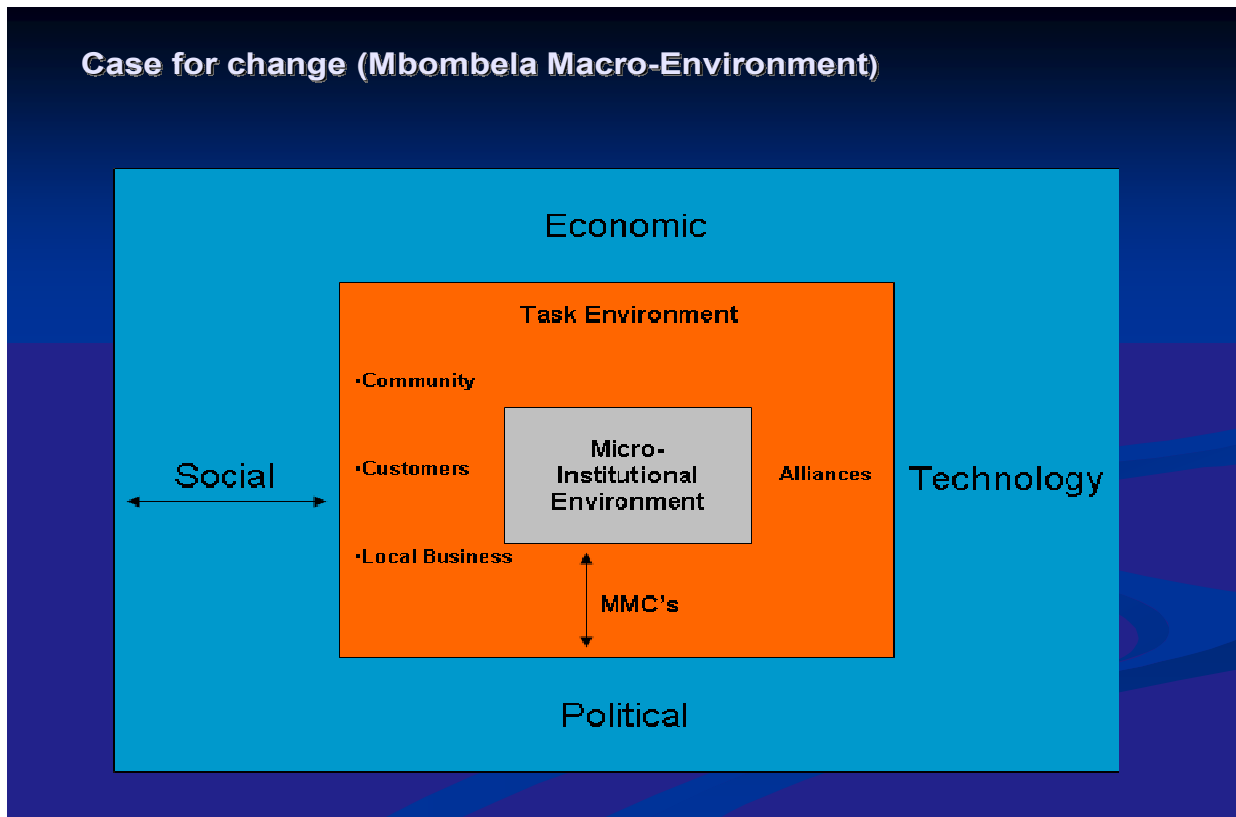 Case for change (Mbombela Macro-Environment)
Economic
Task Environment
•Community
Social
•Customers
Micro-
Institutional
Environment
Alliances
Technology
•Local Business
MMC's
Political